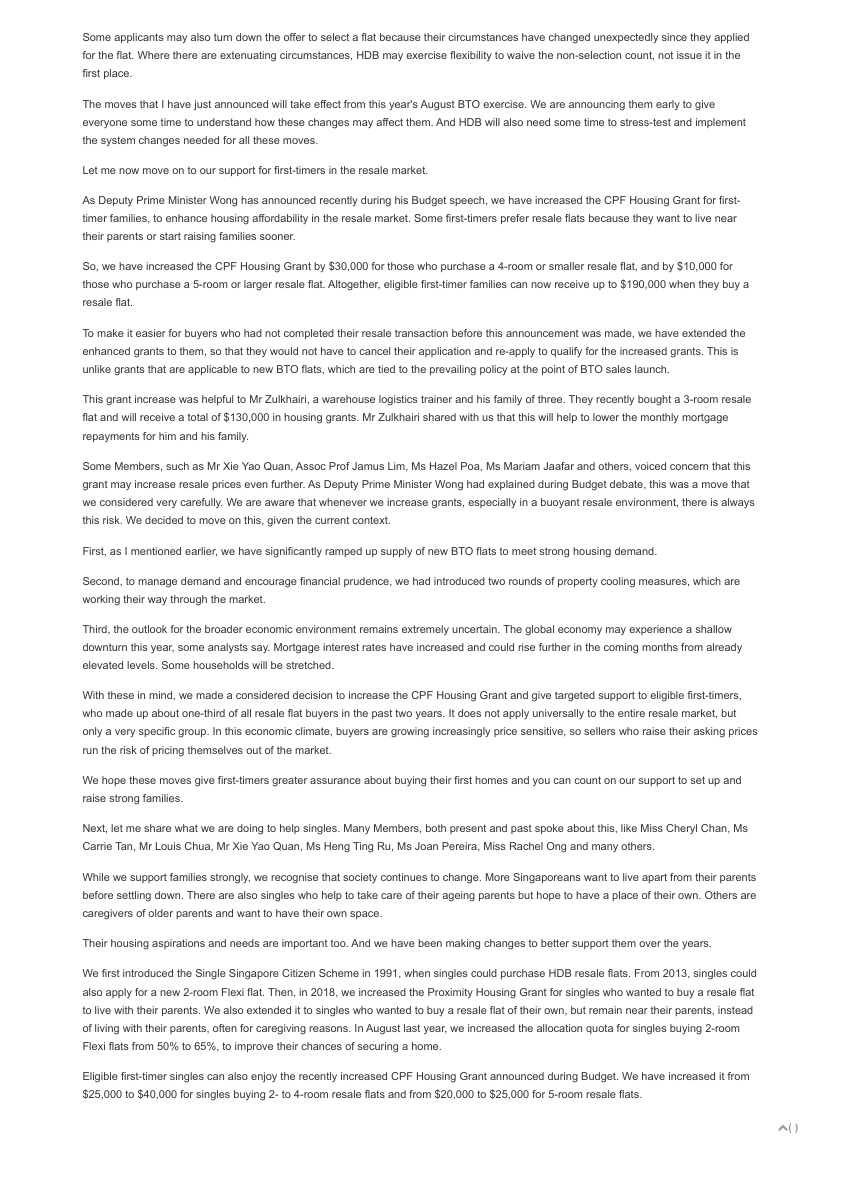 Some applicants may also turn down the offer to select a flat because their circumstances have changed unexpectedly since they applied
for the flat. Where there are extenuating circumstances, HDB may exercise flexibility to waive the non-selection count, not issue it in the
first place.
The moves that I have just announced will take effect from this year's August BTO exercise. We are announcing them early to give
everyone some time to understand how these changes may affect them. And HDB will also need some time to stress-test and implement
the system changes needed for all these moves.
Let me now move on to our support for first-timers in the resale market.
As Deputy Prime Minister Wong has announced recently during his Budget speech, we have increased the CPF Housing Grant for first-
timer families, to enhance housing affordability in the resale market. Some first-timers prefer resale flats because they want to live near
their parents or start raising families sooner.
So, we have increased the CPF Housing Grant by $30,000 for those who purchase a 4-room or smaller resale flat, and by $10,000 for
those who purchase a 5-room or larger resale flat. Altogether, eligible first-timer families can now receive up to $190,000 when they buy a
resale flat.
To make it easier for buyers who had not completed their resale transaction before this announcement was made, we have extended the
enhanced grants to them, so that they would not have to cancel their application and re-apply to qualify for the increased grants. This is
unlike grants that are applicable to new BTO flats, which are tied to the prevailing policy at the point of BTO sales launch.
This grant increase was helpful to Mr Zulkhairi, a warehouse logistics trainer and his family of three. They recently bought a 3-room resale
flat and will receive a total of $130,000 in housing grants. Mr Zulkhairi shared with us that this will help to lower the monthly mortgage
repayments for him and his family.
Some Members, such as Mr Xie Yao Quan, Assoc Prof Jamus Lim, Ms Hazel Poa, Ms Mariam Jaafar and others, voiced concern that this
grant may increase resale prices even further. As Deputy Prime Minister Wong had explained during Budget debate, this was a move that
we considered very carefully. We are aware that whenever we increase grants, especially in a buoyant resale environment, there is always
this risk. We decided to move on this, given the current context.
First, as I mentioned earlier, we have significantly ramped up supply of new BTO flats to meet strong housing demand.
Second, to manage demand and encourage financial prudence, we had introduced two rounds of property cooling measures, which are
working their way through the market.
Third, the outlook for the broader economic environment remains extremely uncertain. The global economy may experience a shallow
downturn this year, some analysts say. Mortgage interest rates have increased and could rise further in the coming months from already
elevated levels. Some households will be stretched.
With these in mind, we made a considered decision to increase the CPF Housing Grant and give targeted support to eligible first-timers,
who made up about one-third of all resale flat buyers in the past two years. It does not apply universally to the entire resale market, but
only a very specific group. In this economic climate, buyers are growing increasingly price sensitive, so sellers who raise their asking prices
run the risk of pricing themselves out of the market.
We hope these moves give first-timers greater assurance about buying their first homes and you can count on our support to set up and
raise strong families.
Next, let me share what we are doing to help singles. Many Members, both present and past spoke about this, like Miss Cheryl Chan, Ms
Carrie Tan, Mr Louis Chua, Mr Xie Yao Quan, Ms Heng Ting Ru, Ms Joan Pereira, Miss Rachel Ong and many others.
While we support families strongly, we recognise that society continues to change. More Singaporeans want to live apart from their parents
before settling down. There are also singles who help to take care of their ageing parents but hope to have a place of their own. Others are
caregivers of older parents and want to have their own space.
Their housing aspirations and needs are important too. And we have been making changes to better support them over the years.
We first introduced the Single Singapore Citizen Scheme in 1991, when singles could purchase HDB resale flats. From 2013, singles could
also apply for a new 2-room Flexi flat. Then, in 2018, we increased the Proximity Housing Grant for singles who wanted to buy a resale flat
to live with their parents. We also extended it to singles who wanted to buy a resale flat of their own, but remain near their parents, instead
of living with their parents, often for caregiving reasons. In August last year, we increased the allocation quota for singles buying 2-room
Flexi flats from 50% to 65%, to improve their chances of securing a home.
Eligible first-timer singles can also enjoy the recently increased CPF Housing Grant announced during Budget. We have increased it from
$25,000 to $40,000 for singles buying 2- to 4-room resale flats and from $20,000 to $25,000 for 5-room resale flats.
( )